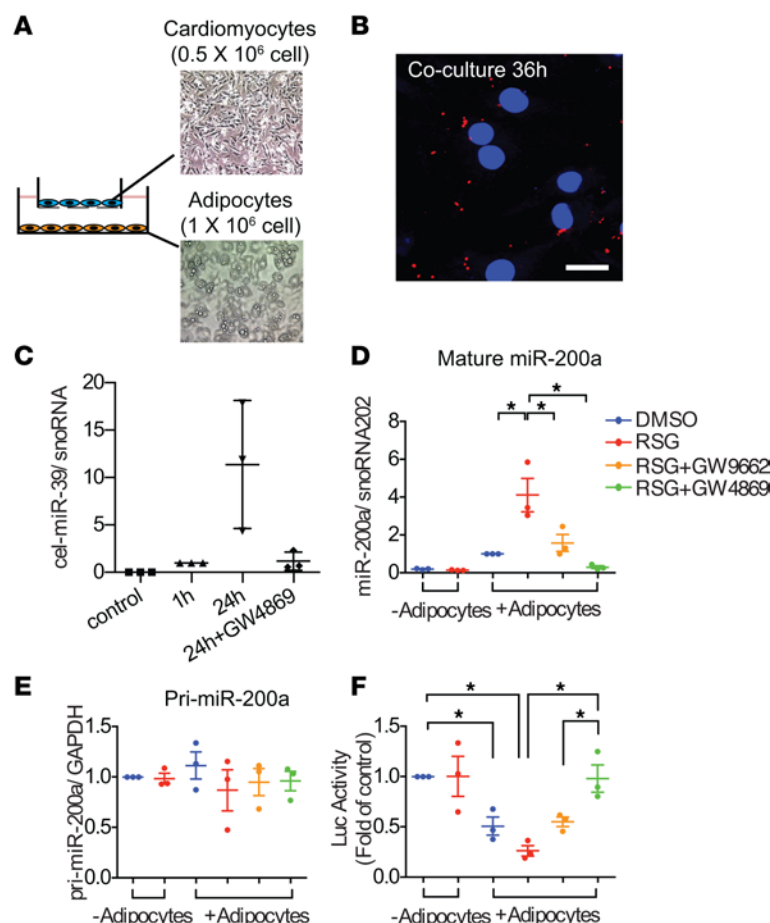 A
Cardiomyocytes
(0.5 X 10⁶ cell)
Adipocytes
(1 X 10⁶ cell)
B
Co-culture 36h
C
cel-miR-39/ snoRNA
20
15
10
5
0
control
1h
24h
24h+GW4869
D
Mature miR-200a
miR-200a/ snoRNA202
8
6
4
2
0
* * *
-Adipocytes +Adipocytes
DMSO
RSG
RSG+GW9662
RSG+GW4869
E
Pri-miR-200a
pri-miR-200a/ GAPDH
1.5
1.0
0.5
0.0
-Adipocytes +Adipocytes
F
Luc Activity
(Fold of control)
1.5
1.0
0.5
0.0
* * * *
-Adipocytes +Adipocytes